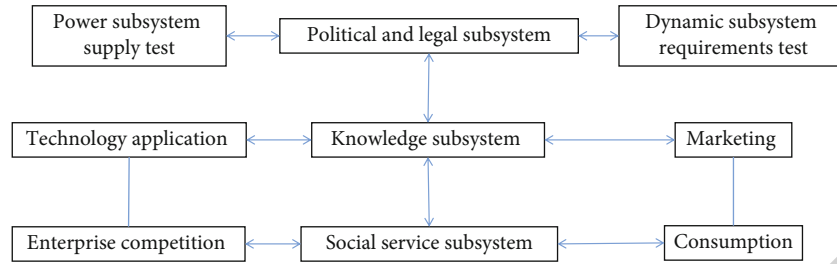 Power subsystem
supply test
Political and legal subsystem
Dynamic subsystem
requirements test
Technology application
Knowledge subsystem
Marketing
Enterprise competition
Social service subsystem
Consumption